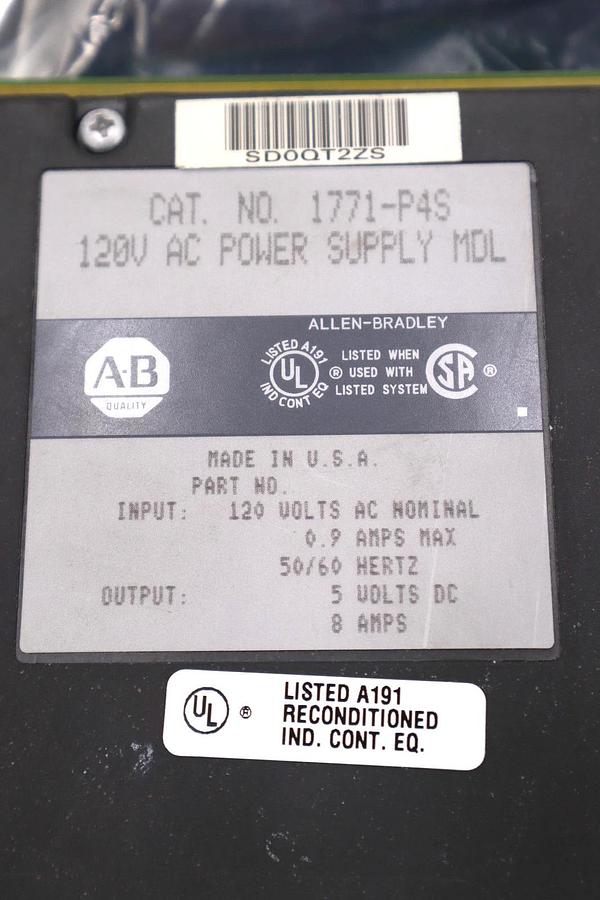 SD0QT2ZS
CAT. NO. 1771-P4S
120V AC POWER SUPPLY MDL
ALLEN-BRADLEY
A-B
QUALITY
LISTED A191
UL
IND CONT EQ
®
LISTED WHEN
USED WITH
LISTED SYSTEM
SA ®
MADE IN U.S.A.
PART NO.
INPUT: 120 VOLTS AC NOMINAL
0.9 AMPS MAX
50/60 HERTZ
OUTPUT: 5 VOLTS DC
8 AMPS
UL ®
LISTED A191
RECONDITIONED
IND. CONT. EQ.